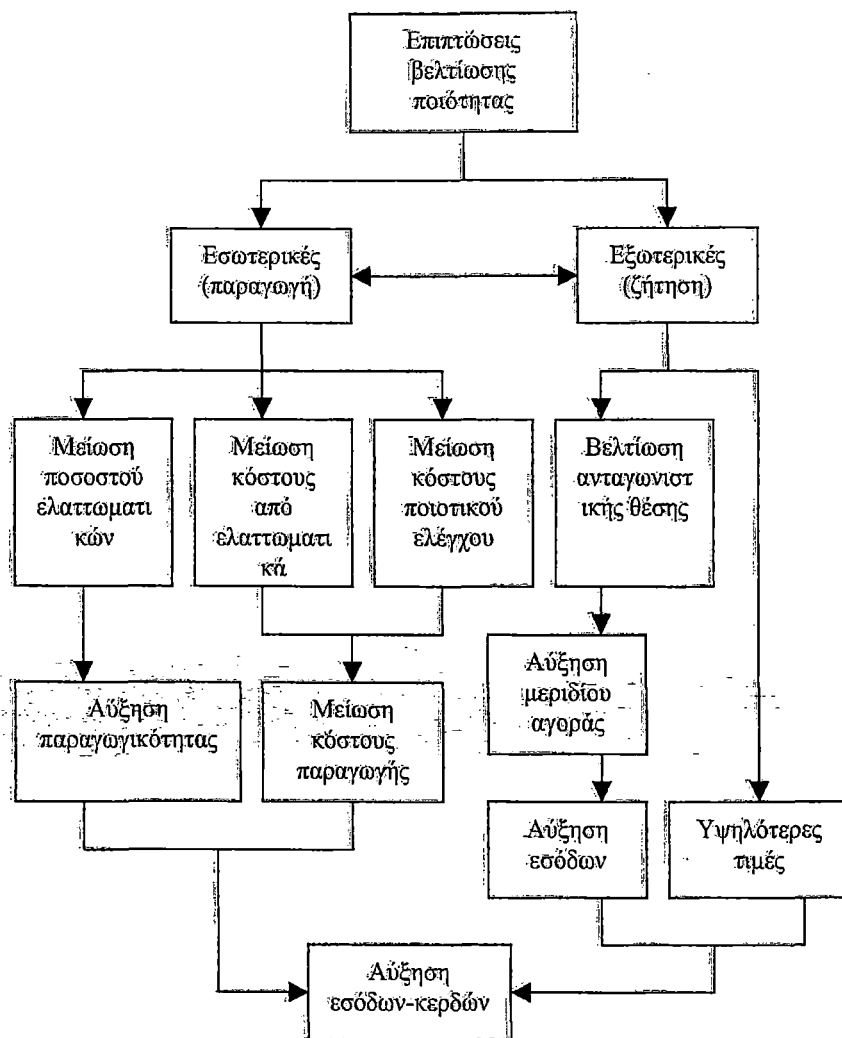 Επιπτώσεις
βελτίωσης
ποιότητας
Εσωτερικές
(παραγωγή)
Εξωτερικές
(ζήτηση)
Μείωση
ποσοστού
ελαττωματι
κών
Μείωση
κόστους
από
ελαττωματι
κά
Μείωση
κόστους
ποιοτικού
ελέγχου
Βελτίωση
ανταγωνιστ
ικής θέσης
Αύξηση
παραγωγικότητας
Μείωση
κόστους
παραγωγής
Αύξηση
μεριδίου
αγοράς
Αύξηση
εσόδων
Υψηλότερες
τιμές
Αύξηση
εσόδων-κερδών